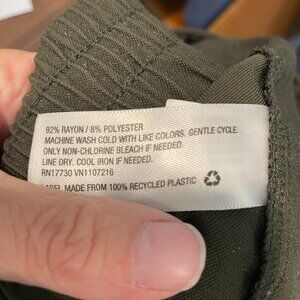 92% RAYON / 8% POLYESTER
MACHINE WASH COLD WITH LIKE COLORS. GENTLE CYCLE.
ONLY NON-CHLORINE BLEACH IF NEEDED.
LINE DRY. COOL IRON IF NEEDED.
RN17730 VN1107216
MADE FROM 100% RECYCLED PLASTIC